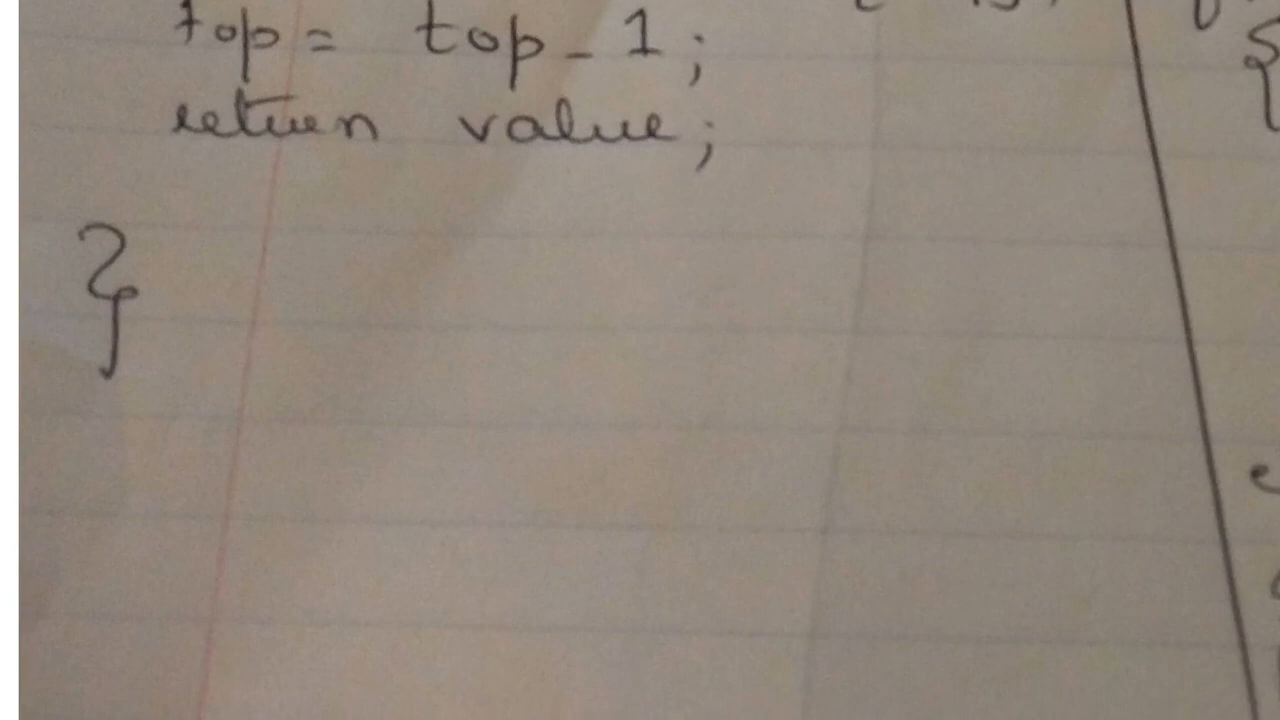 top = top - 1;
return value;
}
{